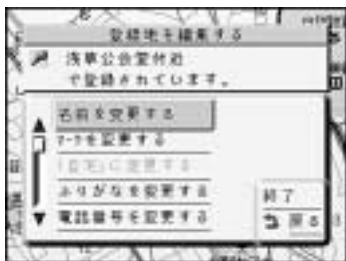 登録地を編集する
浅草公会堂付近
で登録されています。
名前を変更する
マークを変更する
(自宅)に変更する
ふりがなを変更する
電話番号を変更する
終了
戻る